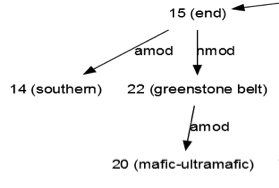 15 (end)
amod nmod
14 (southern) 22 (greenstone belt)
amod
20 (mafic-ultramafic)